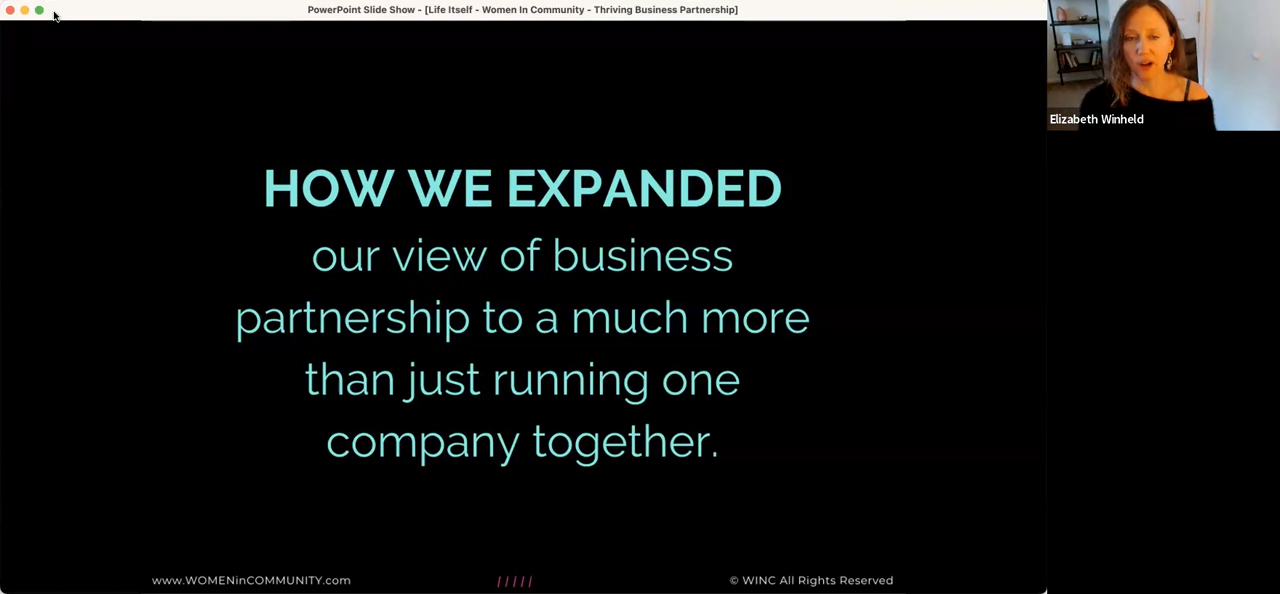 PowerPoint Slide Show - [Life Itself - Women In Community - Thriving Business Partnership]
Elizabeth Winheld
HOW WE EXPANDED
our view of business
partnership to a much more
than just running one
company together.
www.WOMENinCOMMUNITY.com
/ / / / /
© WINC All Rights Reserved